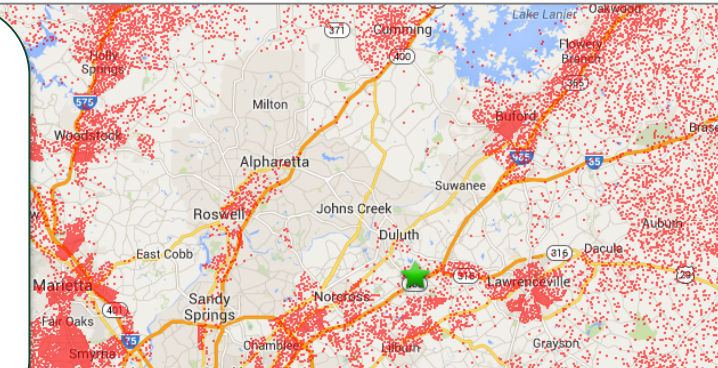 Oakwood
Lake Lanier
371
Cumming
Flowery
Branch
Holly
Springs
400
985
575
Milton
Buford
Woodstock
Bras
Alpharetta
985
85
Suwanee
Roswell
Johns Creek
Auburn
Duluth
East Cobb
316
Dacula
316
29
Marietta
Lawrenceville
Sandy
Springs
Norcross
401
Fair Oaks
75
Chamblee
Lilburn
Grayson
Smyrna